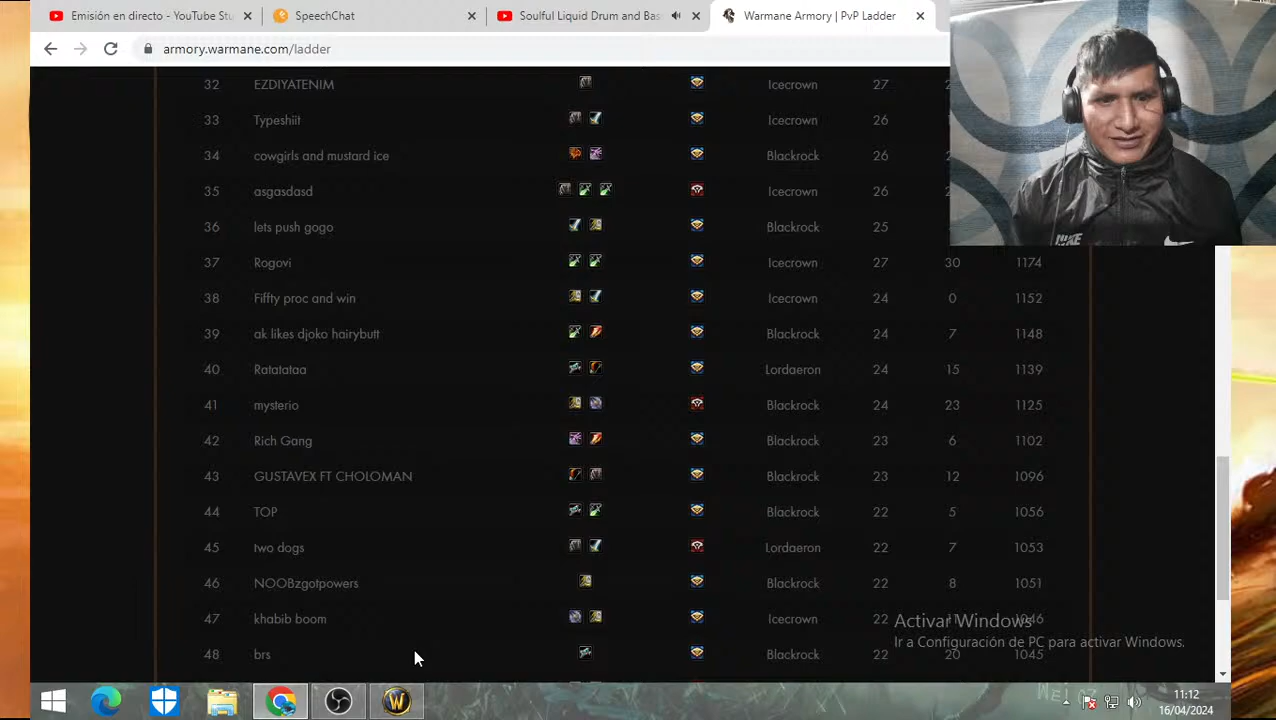 Emisión en directo - YouTube Stu
SpeechChat
Soulful Liquid Drum and Bas
Warmane Armory | PvP Ladder
armory.warmane.com/ladder
32 EZDIYATENIM Icecrown 27
33 Typeshiit Icecrown 26
34 cowgirls and mustard ice Blackrock 26
35 asgasdasd Icecrown 26
36 lets push gogo Blackrock 25
37 Rogovi Icecrown 27 30 1174
38 Fiffty proc and win Icecrown 24 0 1152
39 ak likes djoko hairybutt Blackrock 24 7 1148
40 Ratatataa Lordaeron 24 15 1139
41 mysterio Blackrock 24 23 1125
42 Rich Gang Blackrock 23 6 1102
43 GUSTAVEX FT CHOLOMAN Blackrock 23 12 1096
44 TOP Blackrock 22 5 1056
45 two dogs Lordaeron 22 7 1053
46 NOOBzgotpowers Blackrock 22 8 1051
47 khabib boom Icecrown 22 1046
48 brs Blackrock 22 20 1045
Activar Windows
Ir a Configuración de PC para activar Windows.
NIKE
11:12
16/04/2024